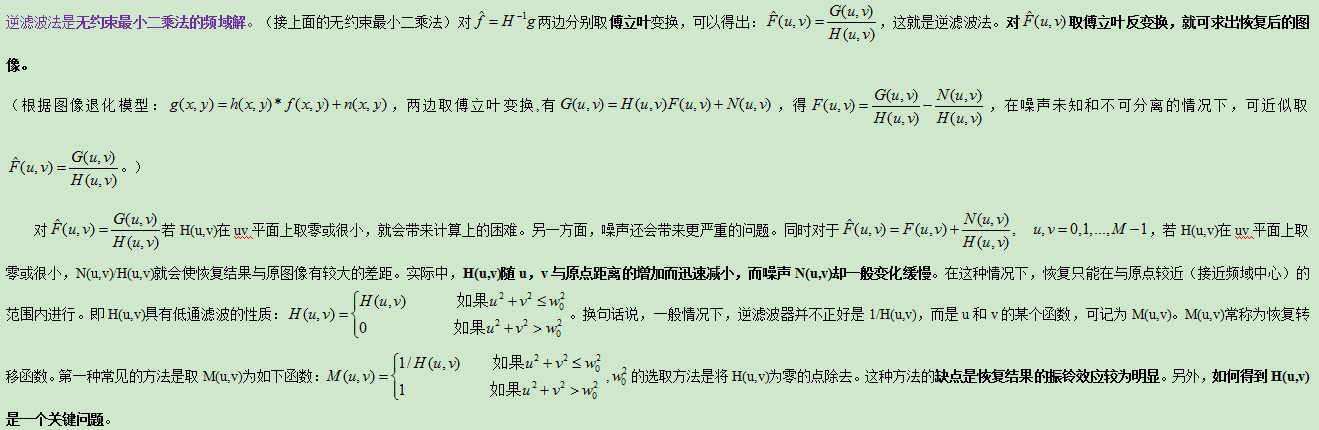 逆滤波法是无约束最小二乘法的频域解。（接上面的无约束最小二乘法）对 $\hat{f}=H^{-1}g$ 两边分别取傅立叶变换，可以得出：$\hat{F}(u,v)=\frac{G(u,v)}{H(u,v)}$，这就是逆滤波法。对 $\hat{F}(u,v)$ 取傅立叶反变换，就可求出恢复后的图
像。
（根据图像退化模型：$g(x,y)=h(x,y)*f(x,y)+n(x,y)$，两边取傅立叶变换,有 $G(u,v)=H(u,v)F(u,v)+N(u,v)$，得 $F(u,v)=\frac{G(u,v)}{H(u,v)}-\frac{N(u,v)}{H(u,v)}$，在噪声未知和不可分离的情况下，可近似取
$\hat{F}(u,v)=\frac{G(u,v)}{H(u,v)}$。）
对 $\hat{F}(u,v)=\frac{G(u,v)}{H(u,v)}$ 若 H(u,v)在 uv 平面上取零或很小，就会带来计算上的困难。另一方面，噪声还会带来更严重的问题。同时对于 $\hat{F}(u,v)=F(u,v)+\frac{N(u,v)}{H(u,v)},\quad u,v=0,1,...,M-1$，若 H(u,v)在 uv 平面上取
零或很小，N(u,v)/H(u,v)就会使恢复结果与原图像有较大的差距。实际中，H(u,v)随 u，v 与原点距离的增加而迅速减小，而噪声 N(u,v)却一般变化缓慢。在这种情况下，恢复只能在与原点较近（接近频域中心）的
范围内进行。即 H(u,v)具有低通滤波的性质：$H(u,v)=\begin{cases}H(u,v) & 如果u^2+v^2\le w_0^2\\0 & 如果u^2+v^2>w_0^2\end{cases}$。换句话说，一般情况下，逆滤波器并不正好是 1/H(u,v)，而是 u 和 v 的某个函数，可记为 M(u,v)。M(u,v)常称为恢复转
移函数。第一种常见的方法是取 M(u,v)为如下函数：$M(u,v)=\begin{cases}1/H(u,v) & 如果u^2+v^2\le w_0^2\\1 & 如果u^2+v^2>w_0^2\end{cases}$,$w_0^2$ 的选取方法是将 H(u,v)为零的点除去。这种方法的缺点是恢复结果的振铃效应较为明显。另外，如何得到 H(u,v)
是一个关键问题。